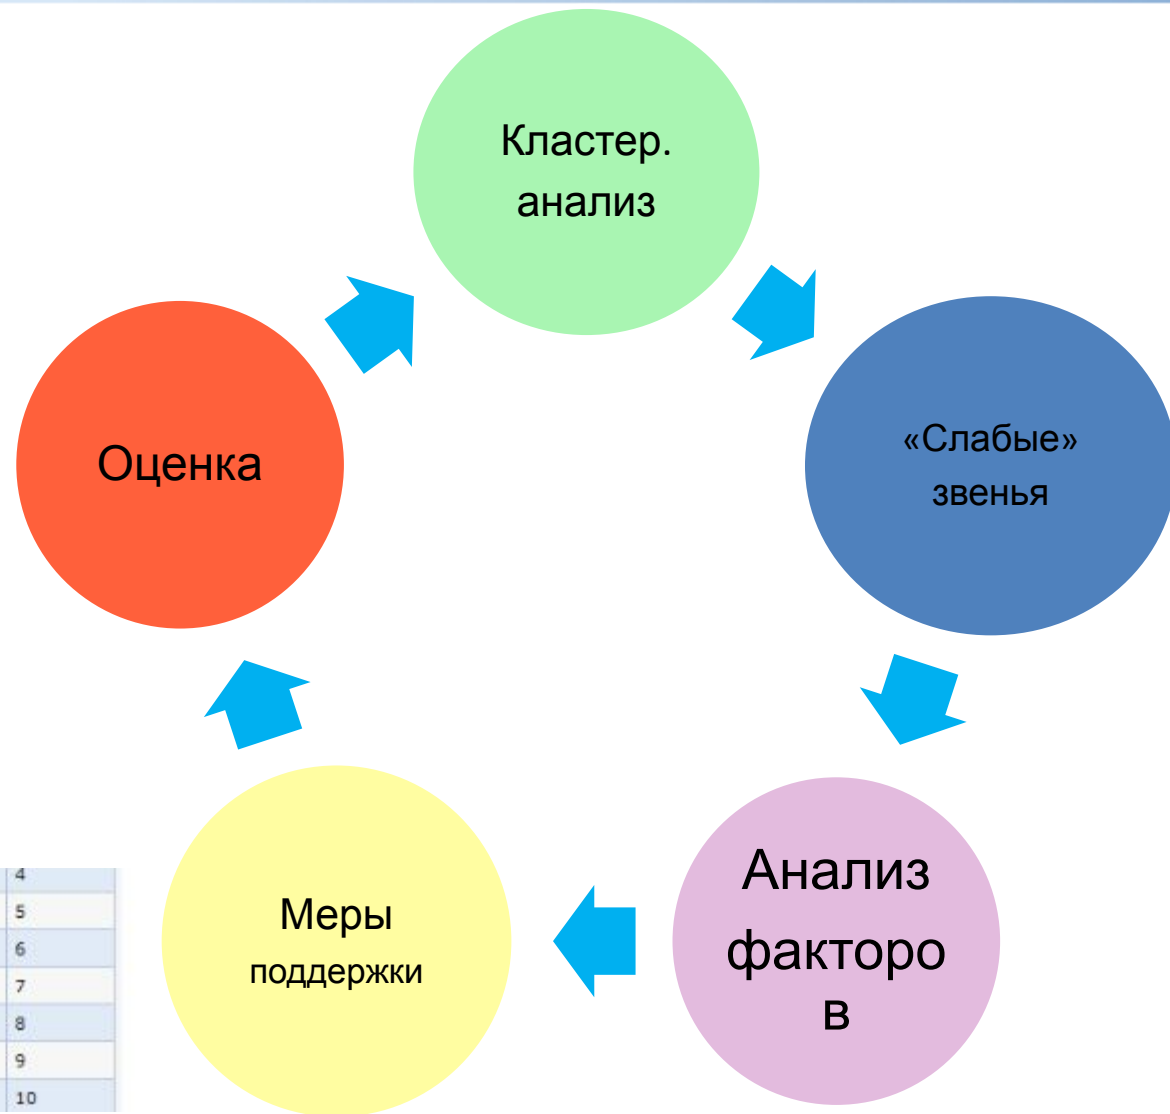 Кластер.
анализ
«Слабые»
звенья
Оценка
Анализ
факторо
в
Меры
поддержки
4
5
6
7
8
9
10